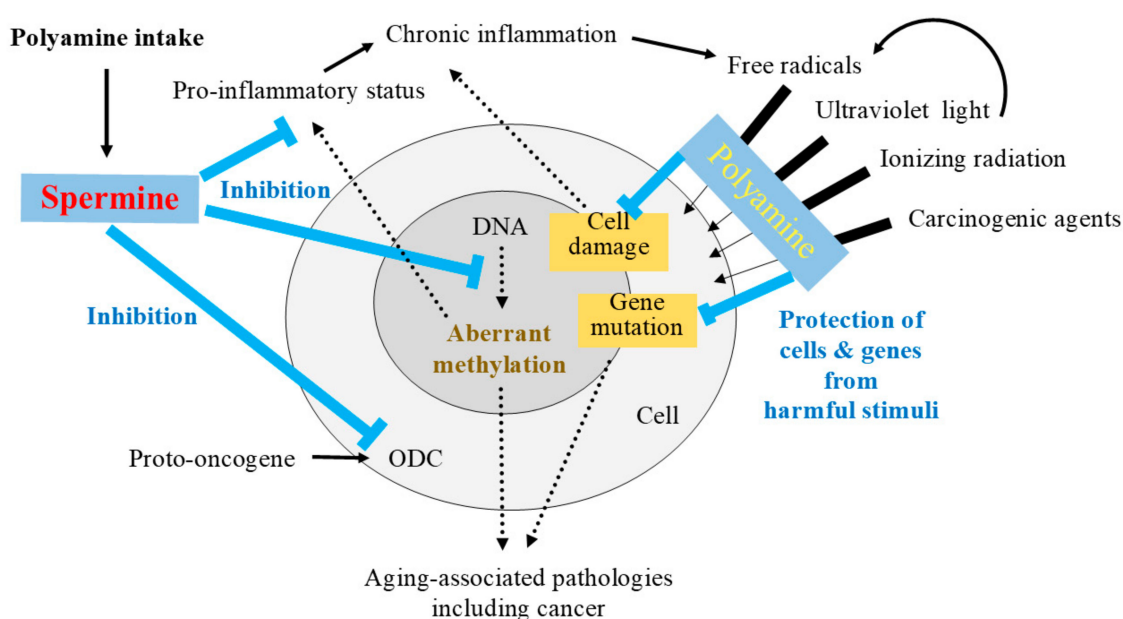 Polyamine intake
Chronic inflammation
Free radicals
Pro-inflammatory status
Ultraviolet light
Polyamine
Ionizing radiation
Spermine
Inhibition
Carcinogenic agents
DNA
Cell
damage
Gene
mutation
Inhibition
Aberrant
methylation
Protection of
cells & genes
from
harmful stimuli
Cell
Proto-oncogene
ODC
Aging-associated pathologies
including cancer